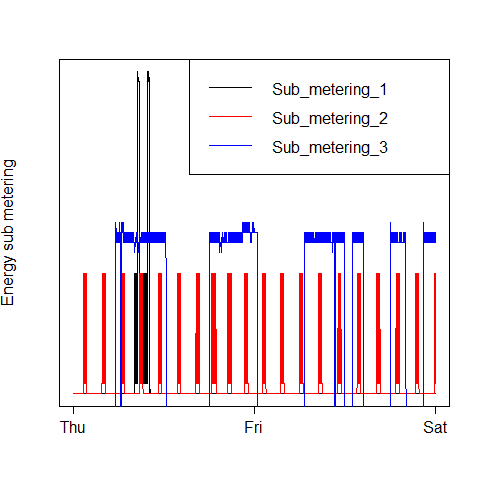 Sub_metering_1
Sub_metering_2
Sub_metering_3
Energy sub metering
Thu Fri Sat